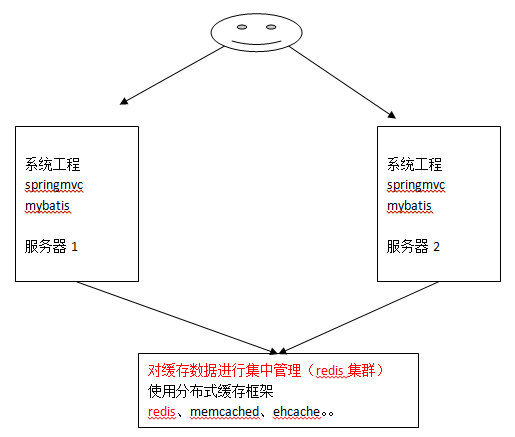 系统工程
springmvc
mybatis
服务器 1
系统工程
springmvc
mybatis
服务器 2
对缓存数据进行集中管理（redis 集群）
使用分布式缓存框架
redis、memcached、ehcache。。